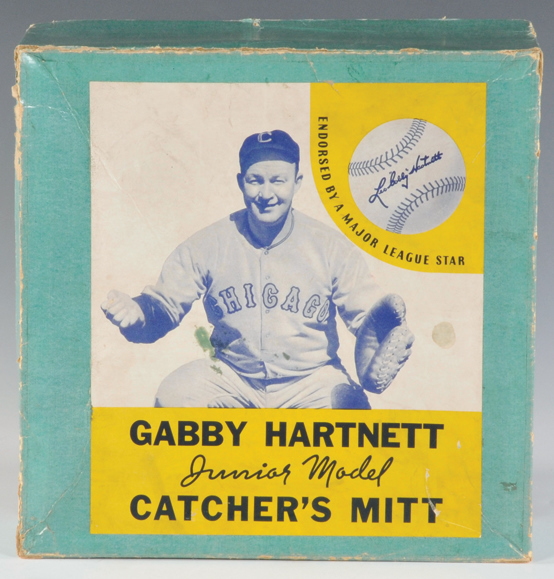 C
ENDORSED BY A MAJOR LEAGUE STAR
CHICAGO
GABBY HARTNETT
Junior Model
CATCHER'S MITT